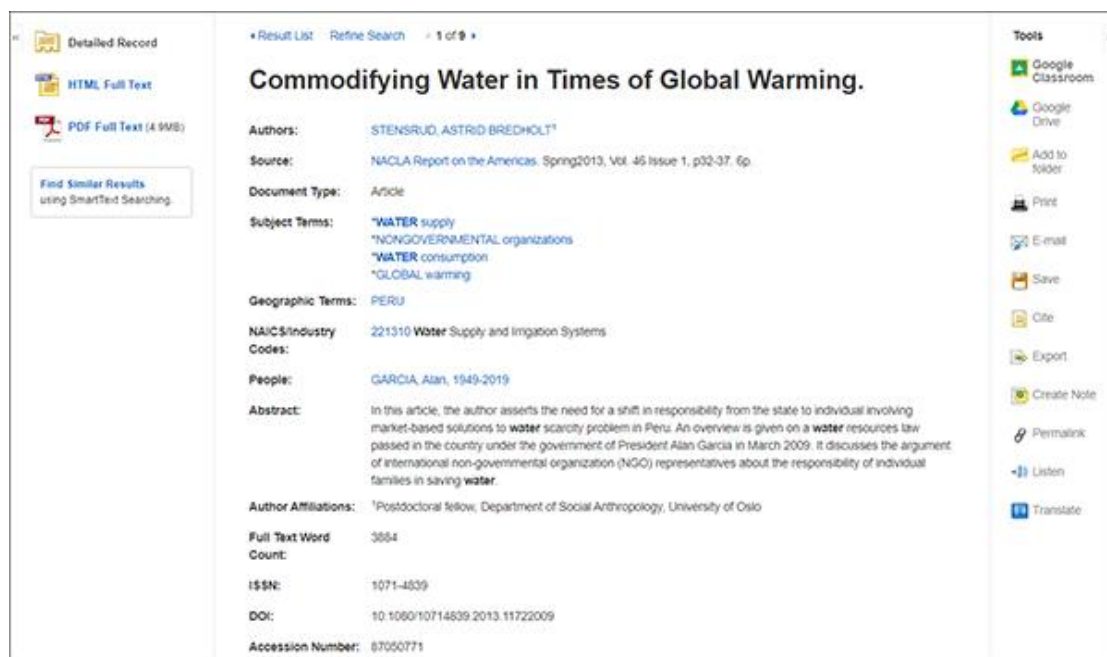 Detailed Record
HTML Full Text
PDF Full Text (4.9MB)
Find Similar Results
using SmartText Searching.
Result List Refine Search 1 of 9
Commodifying Water in Times of Global Warming.
Authors: STENSRUD, ASTRID BREDHOLT¹
Source: NACLA Report on the Americas. Spring2013, Vol. 46 Issue 1, p32-37. 6p.
Document Type: Article
Subject Terms: *WATER supply
*NONGOVERNMENTAL organizations
*WATER consumption
*GLOBAL warming
Geographic Terms: PERU
NAICS/Industry
Codes:
221310 Water Supply and Irrigation Systems
People: GARCIA, Alan, 1949-2019
Abstract: In this article, the author asserts the need for a shift in responsibility from the state to individual involving
market-based solutions to water scarcity problem in Peru. An overview is given on a water resources law
passed in the country under the government of President Alan Garcia in March 2009. It discusses the argument
of international non-governmental organization (NGO) representatives about the responsibility of individual
families in saving water.
Author Affiliations: ¹Postdoctoral fellow, Department of Social Anthropology, University of Oslo
Full Text Word
Count:
3884
ISSN: 1071-4839
DOI: 10.1080/10714839.2013.11722009
Accession Number: 87050771
Tools
Google
Classroom
Google
Drive
Add to
folder
Print
E-mail
Save
Cite
Export
Create Note
Permalink
Listen
Translate